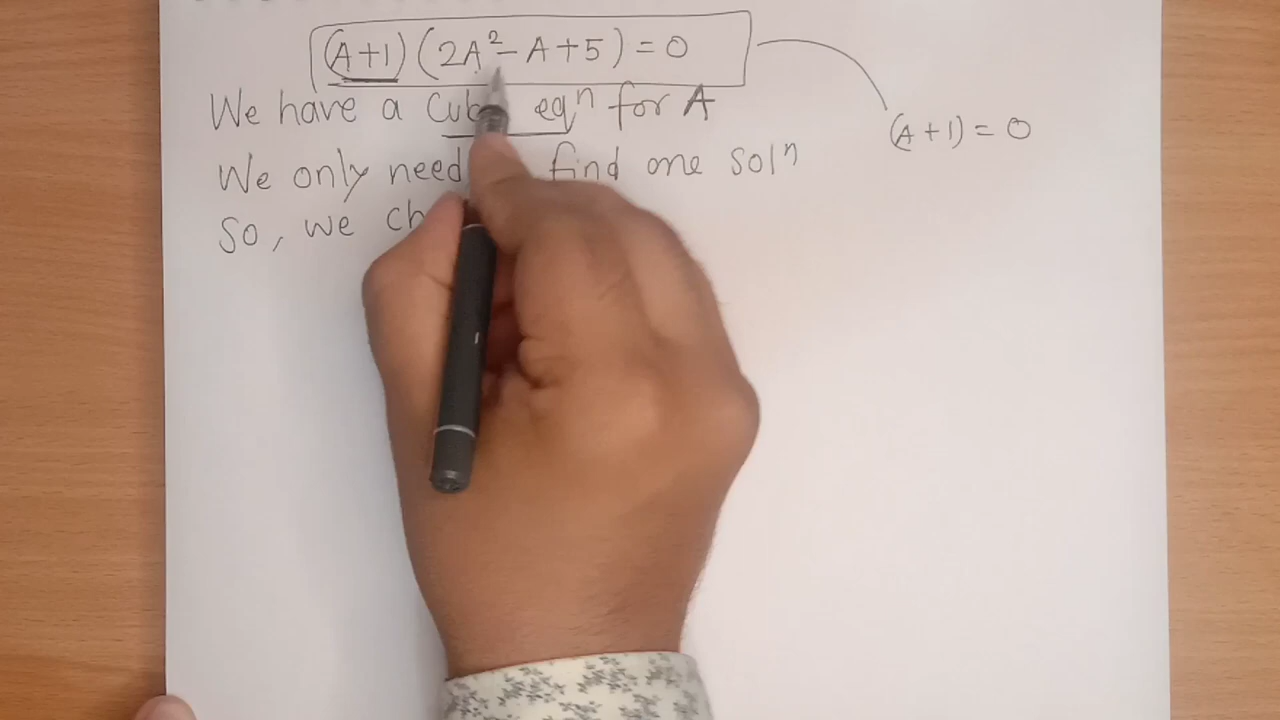 (A+1) (2A²-A+5) = 0
We have a cub eqⁿ for A
(A+1) = 0
We only need find one solⁿ
So, we ch